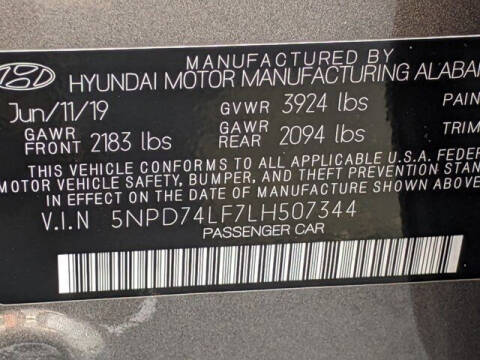 MANUFACTURED BY
HYUNDAI MOTOR MANUFACTURING ALABA
Jun/11/19 GVWR 3924 lbs PAIN
GAWR FRONT 2183 lbs GAWR REAR 2094 lbs TRIM
THIS VEHICLE CONFORMS TO ALL APPLICABLE U.S.A. FEDER
MOTOR VEHICLE SAFETY, BUMPER, AND THEFT PREVENTION STAN
IN EFFECT ON THE DATE OF MANUFACTURE SHOWN ABOVE.
V.I.N 5NPD74LF7LH507344
PASSENGER CAR